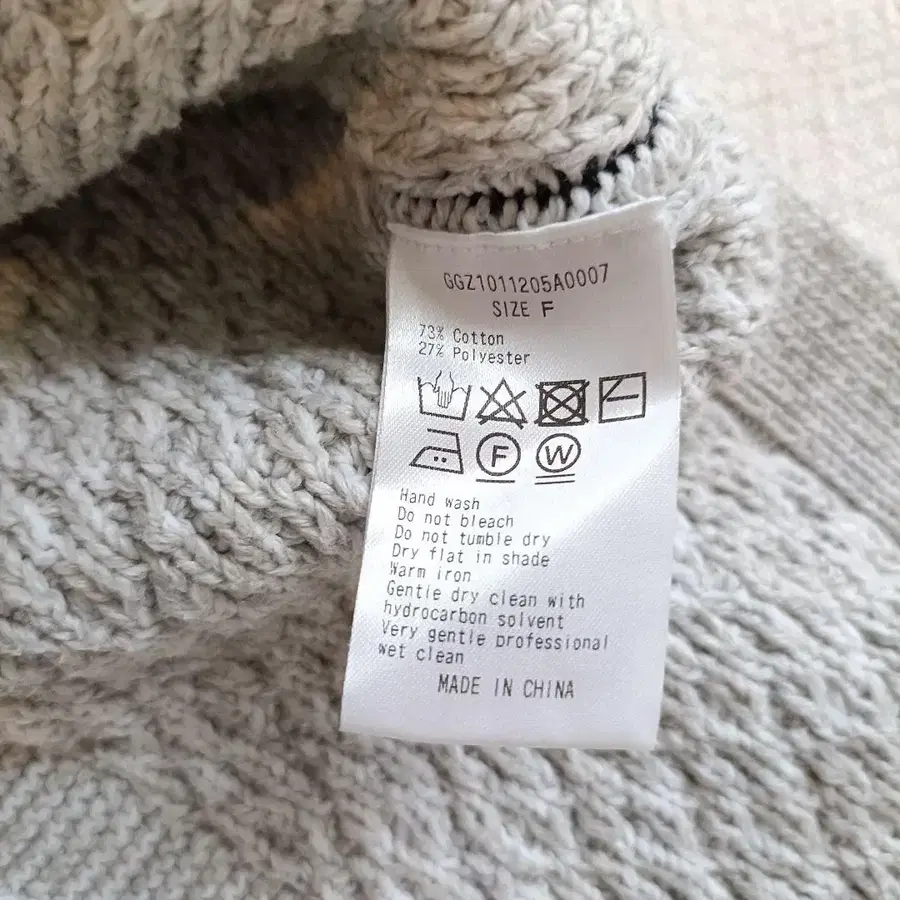 GGZ1011205A0007
SIZE F
73% Cotton
27% Polyester
F W
Hand wash
Do not bleach
Do not tumble dry
Dry flat in shade
Warm iron
Gentle dry clean with
hydrocarbon solvent
Very gentle professional
wet clean
MADE IN CHINA